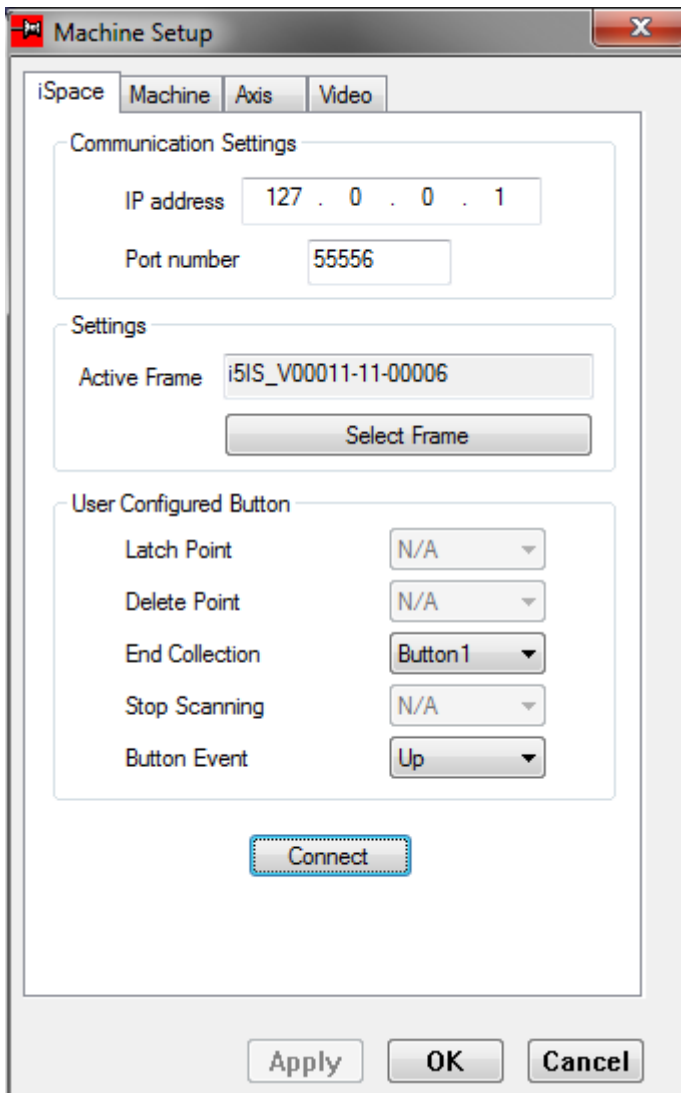 Machine Setup
iSpace Machine Axis Video
Communication Settings
IP address 127 . 0 . 0 . 1
Port number 55556
Settings
Active Frame i5IS_V00011-11-00006
Select Frame
User Configured Button
Latch Point N/A
Delete Point N/A
End Collection Button1
Stop Scanning N/A
Button Event Up
Connect
Apply OK Cancel